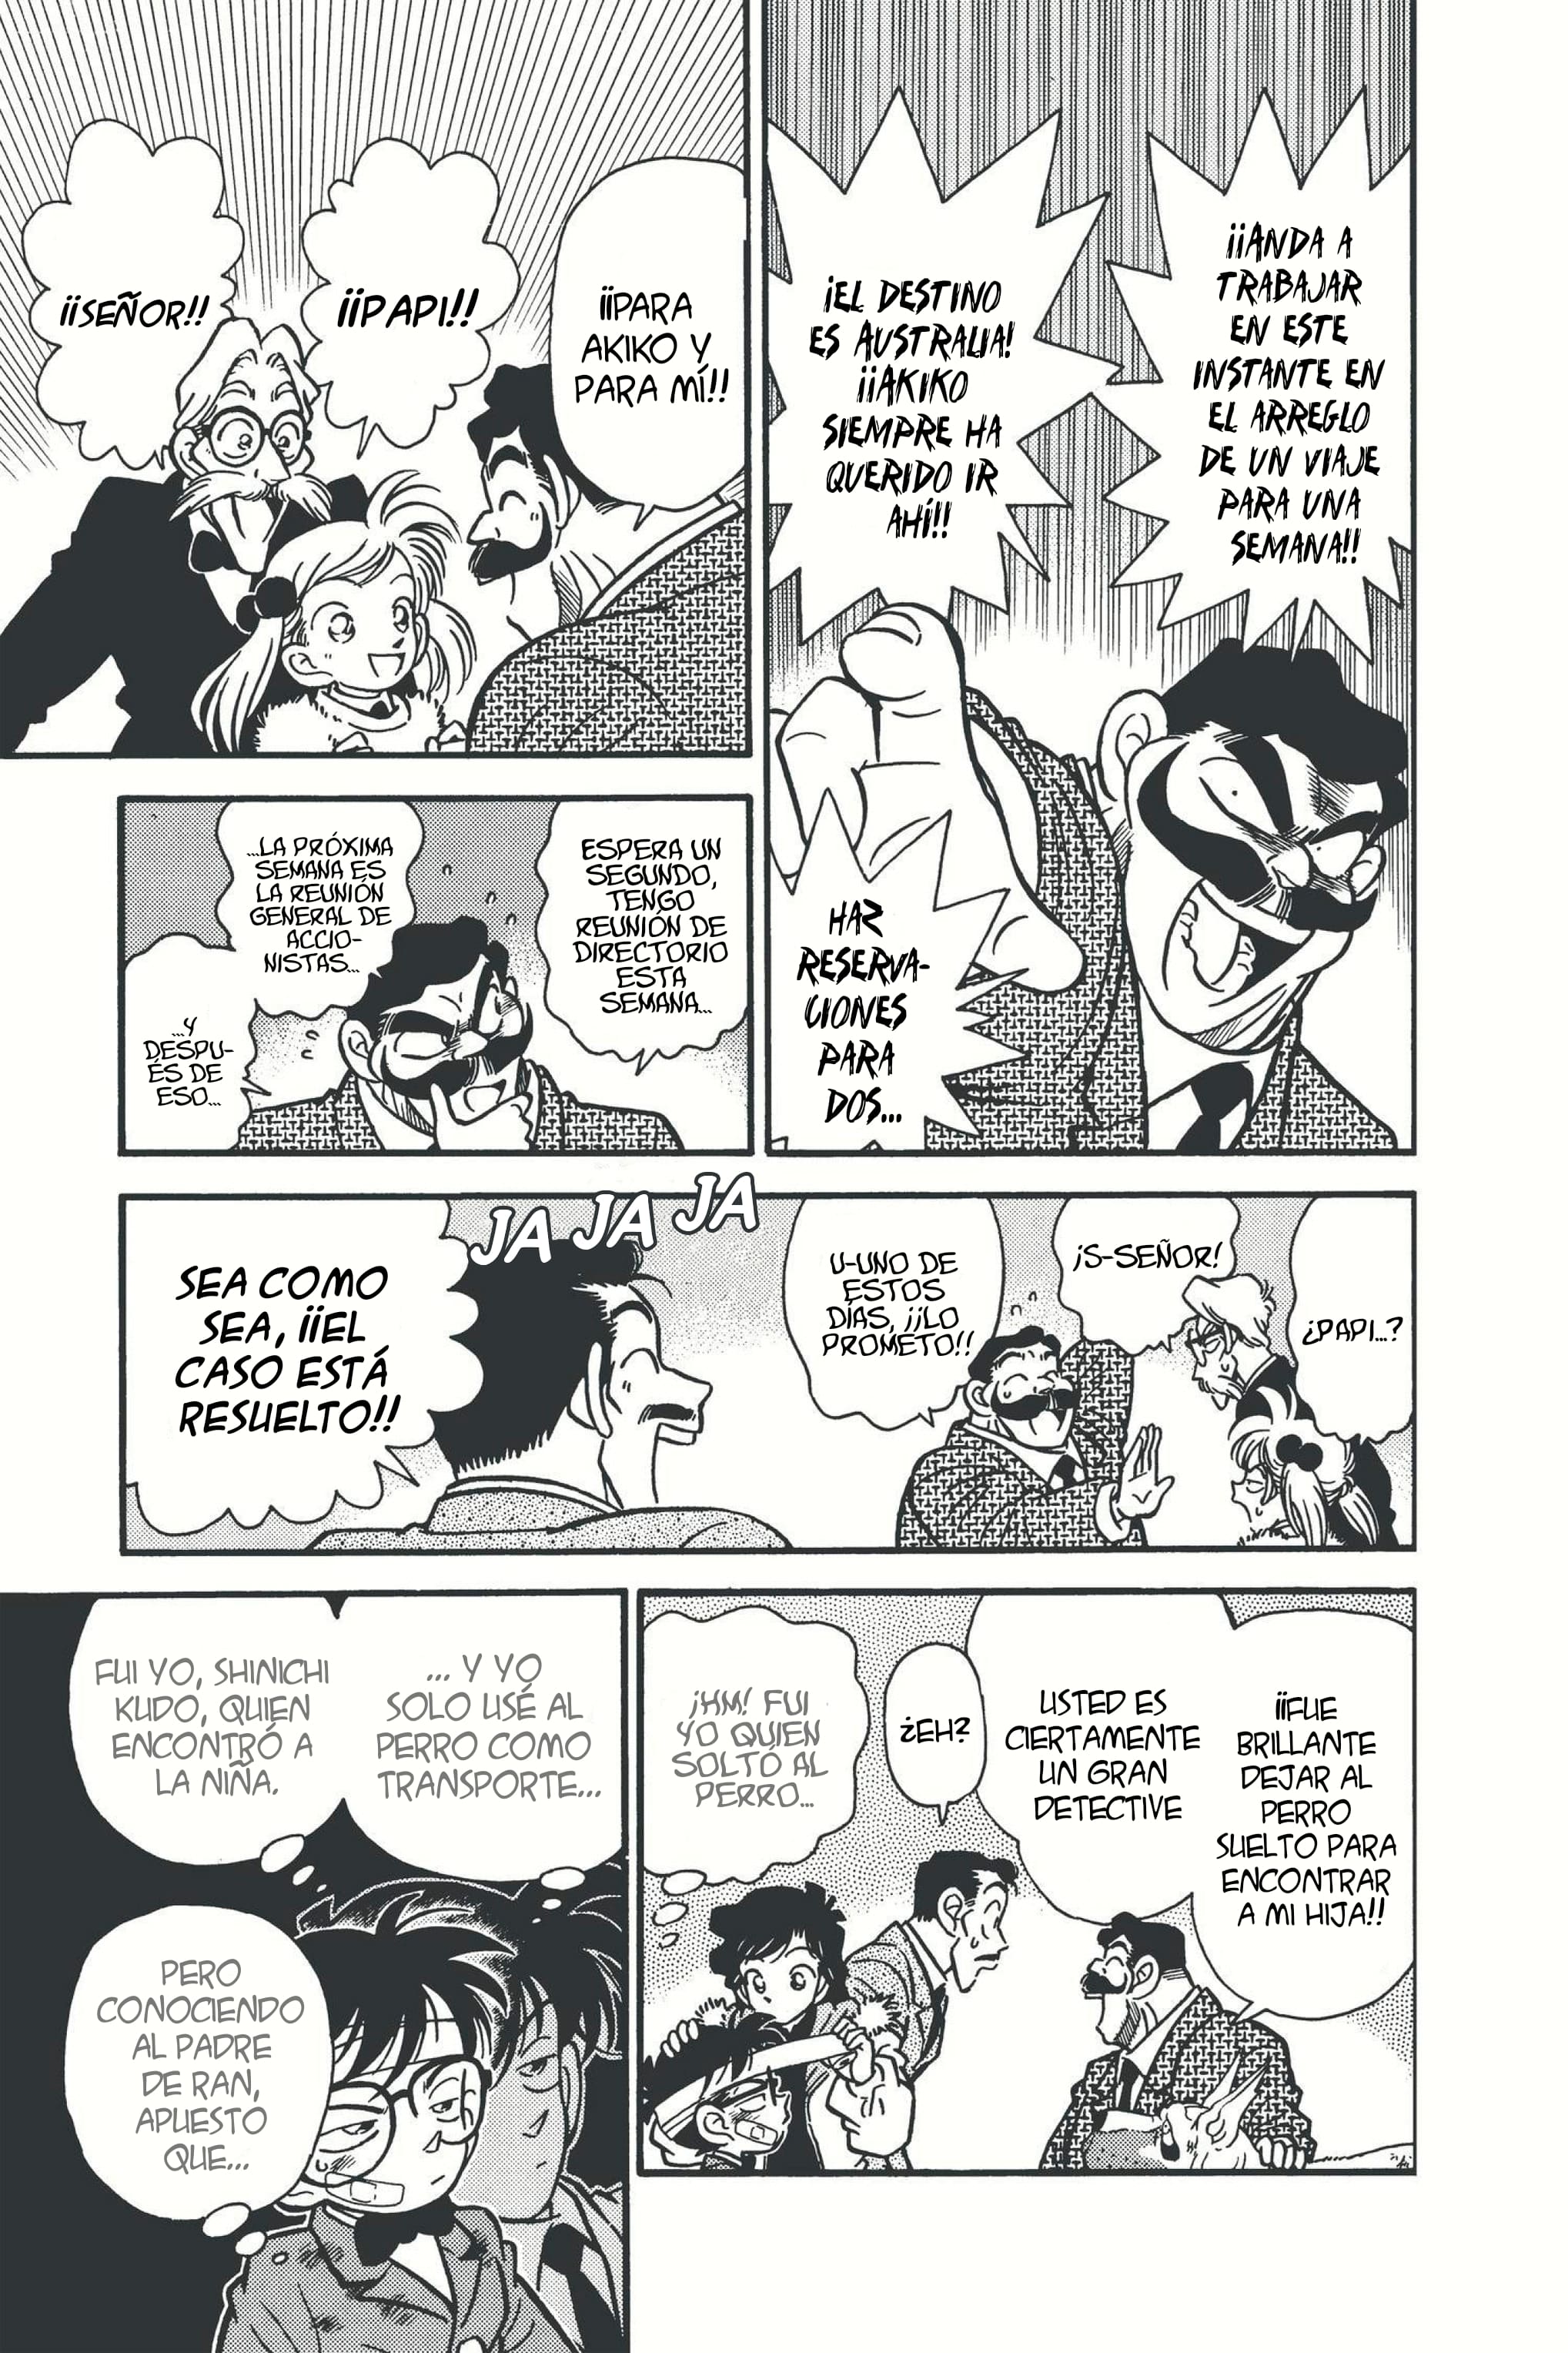 ¡¡ANDA A
TRABAJAR
EN ESTE
INSTANTE EN
EL ARREGLO
DE UN VIAJE
PARA UNA
SEMANA!!
¡EL DESTINO
ES AUSTRALIA!
¡¡AKIKO
SIEMPRE HA
QUERIDO IR
AHÍ!!
HAZ
RESERVA-
CIONES
PARA
DOS...
¡¡PARA
AKIKO Y
PARA MÍ!!
¡¡PAPI!!
¡¡SEÑOR!!
ESPERA UN
SEGUNDO,
TENGO
REUNIÓN DE
DIRECTORIO
ESTA
SEMANA...
...LA PRÓXIMA
SEMANA ES
LA REUNIÓN
GENERAL DE
ACCIO-
NISTAS...
...Y
DESPU-
ÉS DE
ESO...
¿PAPI...?
¡S-SEÑOR!
U-UNO DE
ESTOS
DÍAS, ¡¡LO
PROMETO!!
JA JA JA
SEA COMO
SEA, ¡¡EL
CASO ESTÁ
RESUELTO!!
¡¡FUE
BRILLANTE
DEJAR AL
PERRO
SUELTO PARA
ENCONTRAR
A MI HIJA!!
USTED ES
CIERTAMENTE
UN GRAN
DETECTIVE
¿EH?
¡HM! FUI
YO QUIEN
SOLTÓ AL
PERRO...
... Y YO
SOLO USÉ AL
PERRO COMO
TRANSPORTE...
FUI YO, SHINICHI
KUDO, QUIEN
ENCONTRÓ A
LA NIÑA.
PERO
CONOCIENDO
AL PADRE
DE RAN,
APUESTO
QUE...